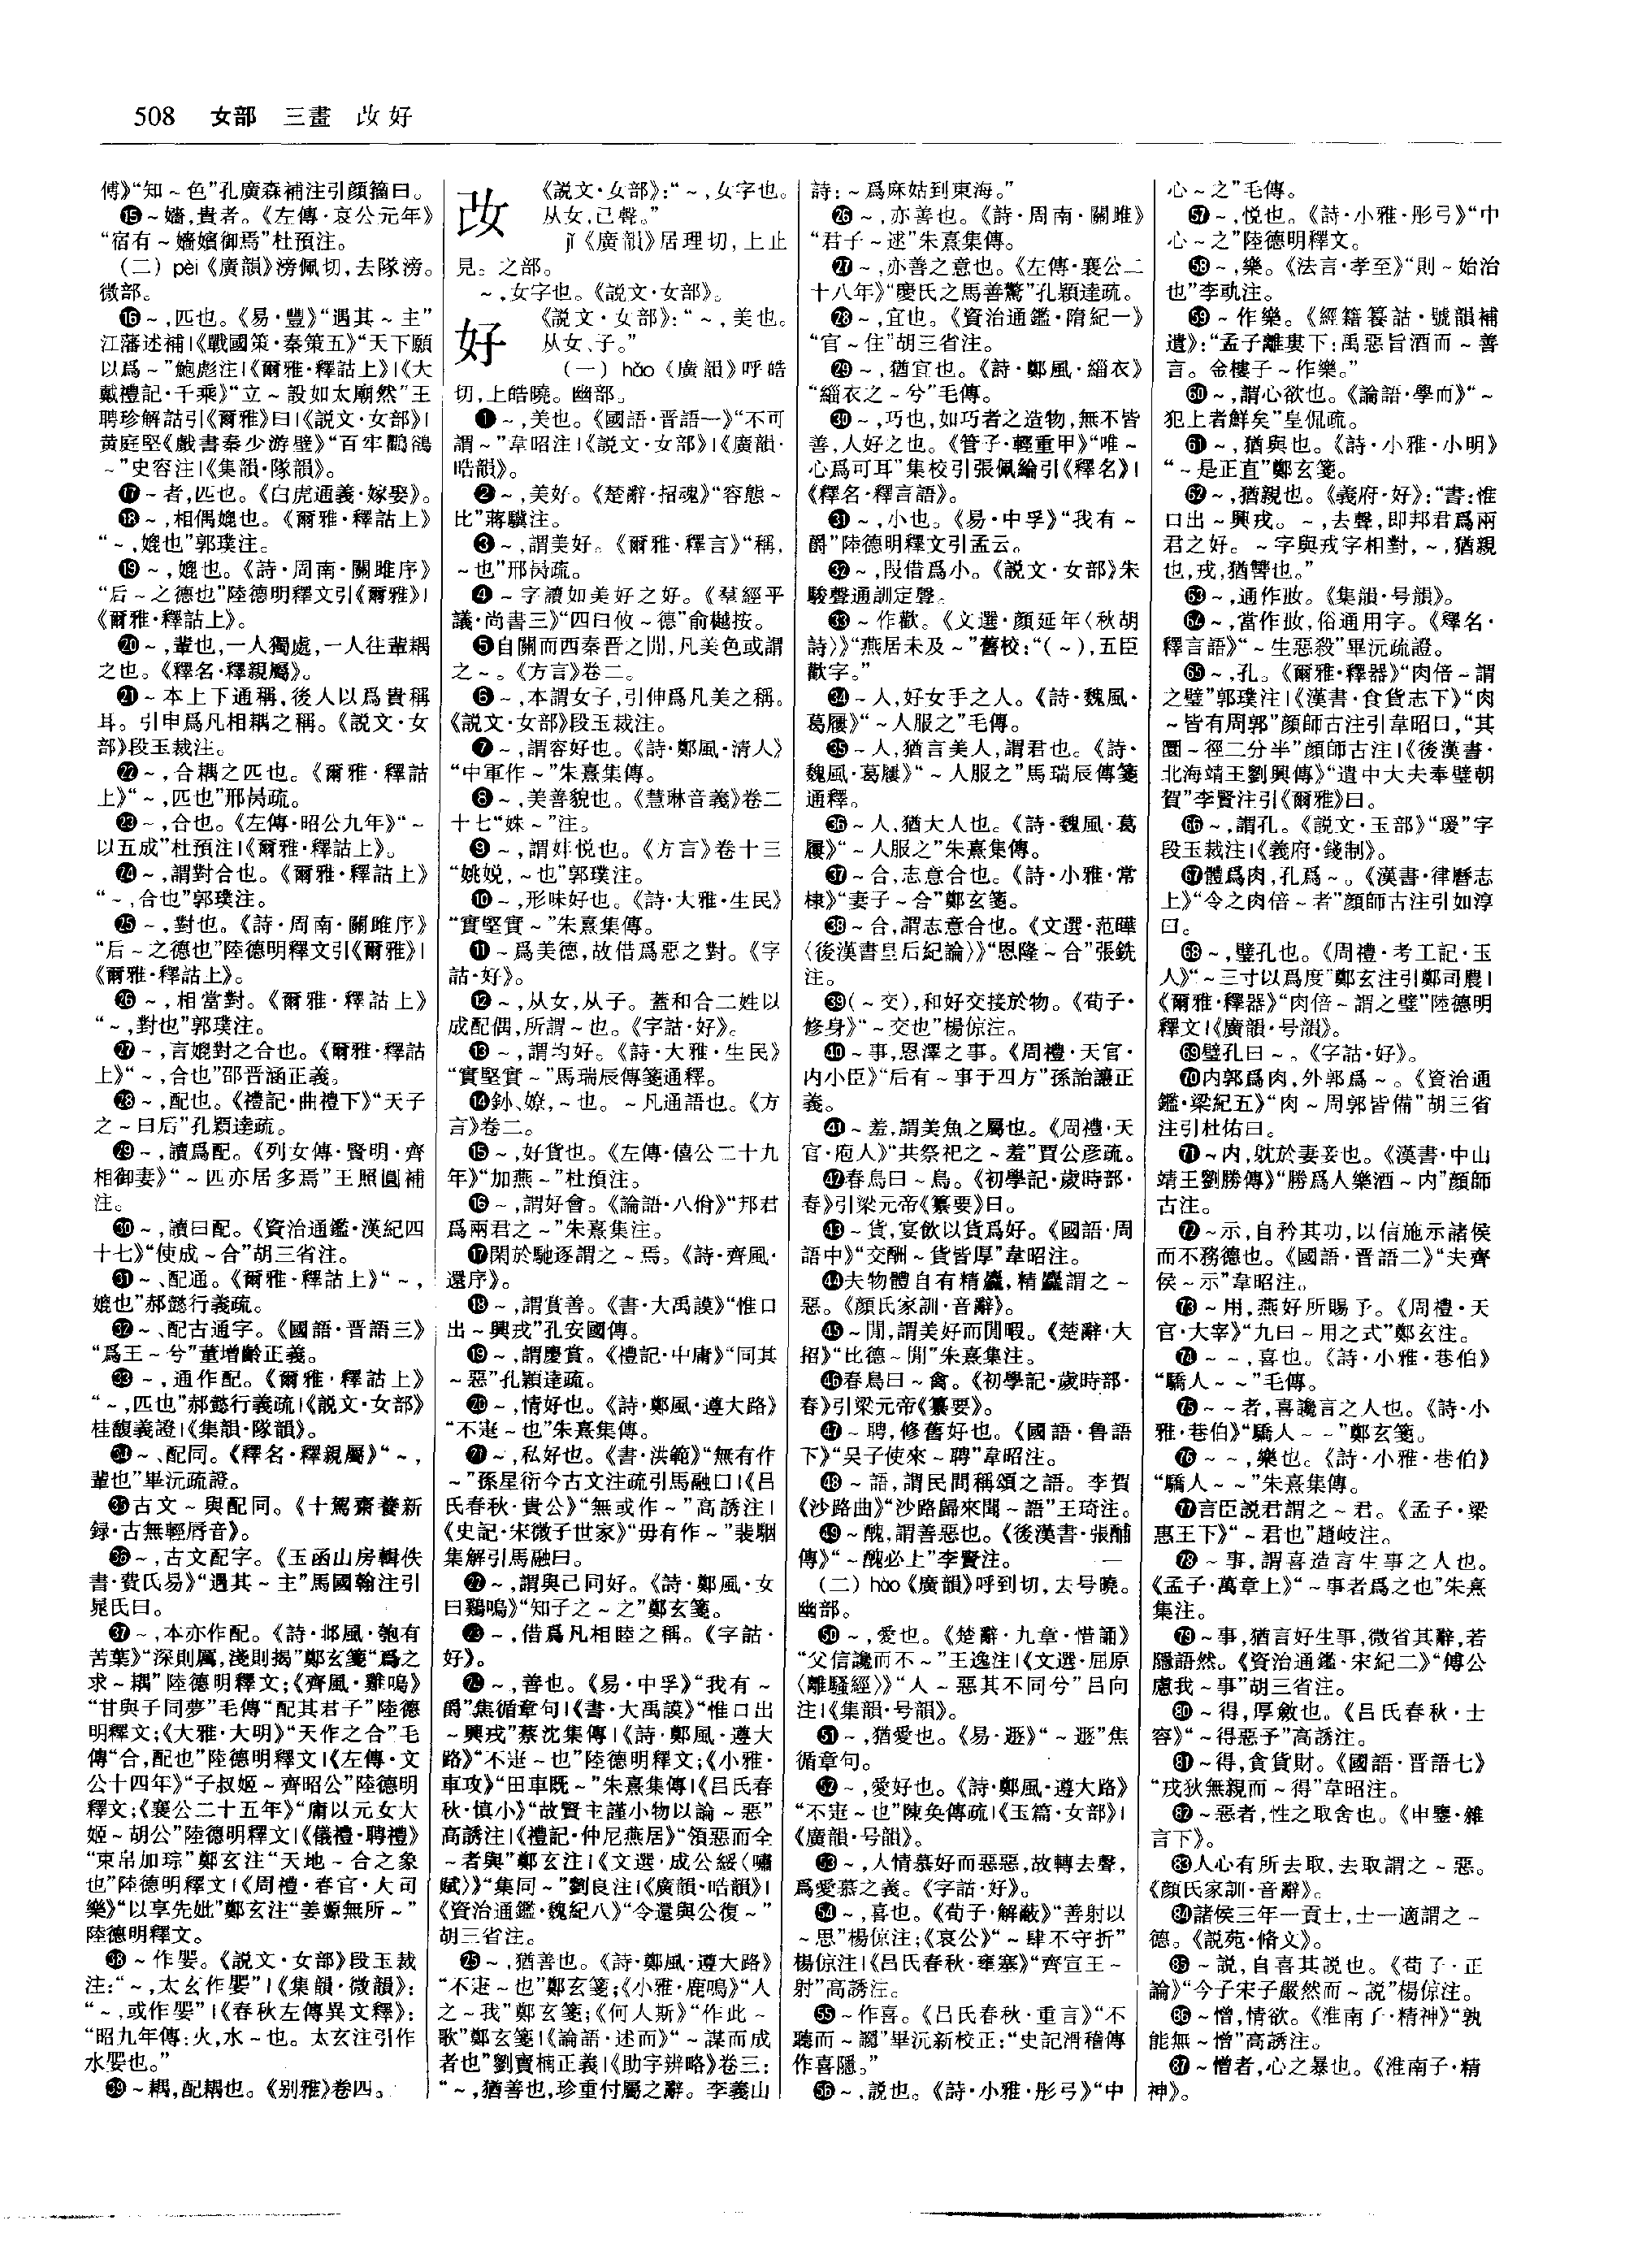 508 女部 三畫 改好
傅》“知～色”孔廣森補注引顔籀曰。
⑮～嬙,貴者。《左傳·哀公元年》
“宿有～嬙嬪御焉”杜預注。
(二) pèi《廣韻》滂佩切,去隊滂。
微部。
⑯～,匹也。《易·豐》“遇其～主”
江藩述補|《戰國策·秦策五》“天下願
以爲～”鮑彪注|《爾雅·釋詁上》|《大
戴禮記·千乘》“立～設如太廟然”王
聘珍解詁引《爾雅》曰|《説文·女部》|
黄庭堅《戲書秦少游壁》“百牢鸛鵒
～”史容注|《集韻·隊韻》。
⑰～者,匹也。《白虎通義·嫁娶》。
⑱～,相偶媲也。《爾雅·釋詁上》
“～,媲也”郭璞注。
⑲～,媲也。《詩·周南·關雎序》
“后～之德也”陸德明釋文引《爾雅》|
《爾雅·釋詁上》。
⑳～,輩也,一人獨處,一人往輩耦
之也。《釋名·釋親屬》。
㉑～本上下通稱,後人以爲貴稱
耳。引申爲凡相耦之稱。《説文·女
部》段玉裁注。
㉒～,合耦之匹也。《爾雅·釋詁
上》“～,匹也”邢昺疏。
㉓～,合也。《左傳·昭公九年》“～
以五成”杜預注|《爾雅·釋詁上》。
㉔～,謂對合也。《爾雅·釋詁上》
“～,合也”郭璞注。
㉕～,對也。《詩·周南·關雎序》
“后～之德也”陸德明釋文引《爾雅》|
《爾雅·釋詁上》。
㉖～,相當對。《爾雅·釋詁上》
“～,對也”郭璞注。
㉗～,言媲對之合也。《爾雅·釋詁
上》“～,合也”邵晋涵正義。
㉘～,配也。《禮記·曲禮下》“天子
之～曰后”孔穎達疏。
㉙～,讀爲配。《列女傳·賢明·齊
相御妻》“～匹亦居多焉”王照圓補
注。
㉚～,讀曰配。《資治通鑑·漢紀四
十七》“使成～合”胡三省注。
㉛～、配通。《爾雅·釋詁上》“～,
媲也”郝懿行義疏。
㉜～、配古通字。《國語·晋語三》
“爲王～兮”董增齡正義。
㉝～,通作配。《爾雅·釋詁上》
“～,匹也”郝懿行義疏|《説文·女部》
桂馥義證|《集韻·隊韻》。
㉞～、配同。《釋名·釋親屬》“～,
輩也”畢沅疏證。
㉟古文～與配同。《十駕齋養新
録·古無輕唇音》。
㊱～,古文配字。《玉函山房輯佚
書·費氏易》“遇其～主”馬國翰注引
晁氏曰。
㊲～,本亦作配。《詩·邶風·匏有
苦葉》“深則厲,淺則揭”鄭玄箋“爲之
求～耦”陸德明釋文;《齊風·雞鳴》
“甘與子同夢”毛傳“配其君子”陸德
明釋文;《大雅·大明》“天作之合”毛
傳“合,配也”陸德明釋文|《左傳·文
公十四年》“子叔姬～齊昭公”陸德明
釋文;《襄公二十五年》“庸以元女大
姬～胡公”陸德明釋文|《儀禮·聘禮》
“束帛加琮”鄭玄注“天地～合之象
也”陸德明釋文|《周禮·春官·大司
樂》“以享先妣”鄭玄注“姜嫄無所～”
陸德明釋文。
㊳～作娶。《説文·女部》段玉裁
注:“～,太玄作娶”|《集韻·微韻》:
“～,或作娶”|《春秋左傳異文釋》:
“昭九年傳:火,水～也。太玄注引作
水娶也。”
㊴～耦,配耦也。《别雅》卷四。
改 《説文·女部》:“～,女字也。
从女,己聲。”
jǐ《廣韻》居理切,上止
見。之部。
～,女字也。《説文·女部》。
好 《説文·女部》:“～,美也。
从女、子。”
(一) hǎo《廣韻》呼皓
切,上皓曉。幽部。
❶～,美也。《國語·晋語一》“不可
謂～”韋昭注|《説文·女部》|《廣韻·
晧韻》。
❷～,美好。《楚辭·招魂》“容態～
比”蔣驥注。
❸～,謂美好。《爾雅·釋言》“稱,
～也”邢昺疏。
❹～字讀如美好之好。《羣經平
議·尚書三》“四曰攸～德”俞樾按。
❺自關而西秦晋之閒,凡美色或謂
之～。《方言》卷二。
❻～,本謂女子,引伸爲凡美之稱。
《説文·女部》段玉裁注。
❼～,謂容好也。《詩·鄭風·清人》
“中軍作～”朱熹集傳。
❽～,美善貌也。《慧琳音義》卷二
十七“姝～”注。
❾～,謂妦悦也。《方言》卷十三
“姚娧,～也”郭璞注。
❿～,形味好也。《詩·大雅·生民》
“實堅實～”朱熹集傳。
⓫～爲美德,故借爲惡之對。《字
詁·好》。
⓬～,从女,从子。蓋和合二姓以
成配偶,所謂～也。《字詁·好》。
⓭～,謂均好。《詩·大雅·生民》
“實堅實～”馬瑞辰傳箋通釋。
⓮釥、嫽,～也。～凡通語也。《方
言》卷二。
⓯～,好貨也。《左傳·僖公二十九
年》“加燕～”杜預注。
⓰～,謂好會。《論語·八佾》“邦君
爲兩君之～”朱熹集注。
⓱閑於馳逐謂之～焉。《詩·齊風·
還序》。
⓲～,謂賞善。《書·大禹謨》“惟口
出～興戎”孔安國傳。
⓳～,謂慶賞。《禮記·中庸》“同其
～惡”孔穎達疏。
⓴～,情好也。《詩·鄭風·遵大路》
“不寁～也”朱熹集傳。
㉑～,私好也。《書·洪範》“無有作
～”孫星衍今古文注疏引馬融曰|《吕
氏春秋·貴公》“無或作～”高誘注|
《史記·宋微子世家》“毋有作～”裴駰
集解引馬融曰。
㉒～,謂與己同好。《詩·鄭風·女
曰鷄鳴》“知子之～之”鄭玄箋。
㉓～,借爲凡相睦之稱。《字詁·
好》。
㉔～,善也。《易·中孚》“我有～
爵”焦循章句|《書·大禹謨》“惟口出
～興戎”蔡沈集傳|《詩·鄭風·遵大
路》“不寁～也”陸德明釋文;《小雅·
車攻》“田車既～”朱熹集傳|《吕氏春
秋·慎小》“故賢主謹小物以論～惡”
高誘注|《禮記·仲尼燕居》“領惡而全
～者與”鄭玄注|《文選·成公綏〈嘯
賦〉》“集同～”劉良注|《廣韻·晧韻》|
《資治通鑑·魏紀八》“令還與公復～”
胡三省注。
㉕～,猶善也。《詩·鄭風·遵大路》
“不寁～也”鄭玄箋;《小雅·鹿鳴》“人
之～我”鄭玄箋;《何人斯》“作此～
歌”鄭玄箋|《論語·述而》“～謀而成
者也”劉寶楠正義|《助字辨略》卷三:
“～,猶善也,珍重付屬之辭。李義山
詩:～爲麻姑到東海。”
㉖～,亦善也。《詩·周南·關雎》
“君子～逑”朱熹集傳。
㉗～,亦善之意也。《左傳·襄公二
十八年》“慶氏之馬善驚”孔穎達疏。
㉘～,宜也。《資治通鑑·隋紀一》
“官～住”胡三省注。
㉙～,猶宜也。《詩·鄭風·緇衣》
“緇衣之～兮”毛傳。
㉚～,巧也,如巧者之造物,無不皆
善,人好之也。《管子·輕重甲》“唯～
心爲可耳”集校引張佩綸引《釋名》|
《釋名·釋言語》。
㉛～,小也。《易·中孚》“我有～
爵”陸德明釋文引孟云。
㉜～,叚借爲小。《説文·女部》朱
駿聲通訓定聲。
㉝～作歡。《文選·顔延年〈秋胡
詩〉》“燕居未及～”舊校:“(～),五臣
歡字。”
㉞～人,好女手之人。《詩·魏風·
葛屨》“～人服之”毛傳。
㉟～人,猶言美人,謂君也。《詩·
魏風·葛屨》“～人服之”馬瑞辰傳箋
通釋。
㊱～人,猶大人也。《詩·魏風·葛
屨》“～人服之”朱熹集傳。
㊲～合,志意合也。《詩·小雅·常
棣》“妻子～合”鄭玄箋。
㊳～合,謂志意合也。《文選·范曄
〈後漢書皇后紀論〉》“恩隆～合”張銑
注。
㊴(～交),和好交接於物。《荀子·
修身》“～交也”楊倞注。
㊵～事,恩澤之事。《周禮·天官·
内小臣》“后有～事于四方”孫詒讓正
義。
㊶～羞,謂美魚之屬也。《周禮·天
官·庖人》“共祭祀之～羞”賈公彦疏。
㊷春鳥曰～鳥。《初學記·歲時部·
春》引梁元帝《纂要》曰。
㊸～貨,宴飲以貨爲好。《國語·周
語中》“交酬～貨皆厚”韋昭注。
㊹夫物體自有精麤,精麤謂之～
惡。《顔氏家訓·音辭》。
㊺～閒,謂美好而閒暇。《楚辭·大
招》“比德～閒”朱熹集注。
㊻春鳥曰～禽。《初學記·歲時部·
春》引梁元帝《纂要》。
㊼～聘,修舊好也。《國語·魯語
下》“吴子使來～聘”韋昭注。
㊽～語,謂民間稱頌之語。李賀
《沙路曲》“沙路歸來聞～語”王琦注。
㊾～醜,謂善惡也。《後漢書·張酺
傳》“～醜必上”李賢注。
(二) hào《廣韻》呼到切,去号曉。
幽部。
㊿～,愛也。《楚辭·九章·惜誦》
“父信讒而不～”王逸注|《文選·屈原
〈離騷經〉》“人～惡其不同兮”吕向
注|《集韻·号韻》。
51～,猶愛也。《易·遯》“～遯”焦
循章句。
52～,愛好也。《詩·鄭風·遵大路》
“不寁～也”陳奂傳疏|《玉篇·女部》|
《廣韻·号韻》。
53～,人情慕好而惡惡,故轉去聲,
爲愛慕之義。《字詁·好》。
54～,喜也。《荀子·解蔽》“善射以
～思”楊倞注;《哀公》“～肆不守折”
楊倞注|《吕氏春秋·壅塞》“齊宣王～
射”高誘注。
55～作喜。《吕氏春秋·重言》“不
聽而～讔”畢沅新校正:“史記滑稽傳
作喜隱。”
56～,説也。《詩·小雅·彤弓》“中
心～之”毛傳。
57～,悦也。《詩·小雅·彤弓》“中
心～之”陸德明釋文。
58～,樂。《法言·孝至》“則～始治
也”李軌注。
59～作樂。《經籍籑詁·號韻補
遺》:“孟子離婁下:禹惡旨酒而～善
言。金樓子～作樂。”
60～,謂心欲也。《論語·學而》“～
犯上者鮮矣”皇侃疏。
61～,猶與也。《詩·小雅·小明》
“～是正直”鄭玄箋。
62～,猶親也。《義府·好》:“書:惟
口出～興戎。～,去聲,即邦君爲兩
君之好。～字與戎字相對,～,猶親
也,戎,猶讐也。”
63～,通作妞。《集韻·号韻》。
64～,當作妞,俗通用字。《釋名·
釋言語》“～生惡殺”畢沅疏證。
65～,孔。《爾雅·釋器》“肉倍～謂
之璧”郭璞注|《漢書·食貨志下》“肉
～皆有周郭”顔師古注引韋昭曰,“其
圜～徑二分半”顔師古注|《後漢書·
北海靖王劉興傳》“遣中大夫奉璧朝
賀”李賢注引《爾雅》曰。
66～,謂孔。《説文·玉部》“瑗”字
段玉裁注|《義府·錢制》。
67體爲肉,孔爲～。《漢書·律曆志
上》“令之肉倍～者”顔師古注引如淳
曰。
68～,璧孔也。《周禮·考工記·玉
人》“～三寸以爲度”鄭玄注引鄭司農|
《爾雅·釋器》“肉倍～謂之璧”陸德明
釋文|《廣韻·号韻》。
69璧孔曰～。《字詁·好》。
70内郭爲肉,外郭爲～。《資治通
鑑·梁紀五》“肉～周郭皆備”胡三省
注引杜佑曰。
71～内,耽於妻妾也。《漢書·中山
靖王劉勝傳》“勝爲人樂酒～内”顔師
古注。
72～示,自矜其功,以信施示諸侯
而不務德也。《國語·晋語二》“夫齊
侯～示”韋昭注。
73～用,燕好所賜予。《周禮·天
官·大宰》“九曰～用之式”鄭玄注。
74～～,喜也。《詩·小雅·巷伯》
“驕人～～”毛傳。
75～～者,喜讒言之人也。《詩·小
雅·巷伯》“驕人～～”鄭玄箋。
76～～,樂也。《詩·小雅·巷伯》
“驕人～～”朱熹集傳。
77言臣説君謂之～君。《孟子·梁
惠王下》“～君也”趙岐注。
78～事,謂喜造言生事之人也。
《孟子·萬章上》“～事者爲之也”朱熹
集注。
79～事,猶言好生事,微省其辭,若
隱語然。《資治通鑑·宋紀二》“傅公
慮我～事”胡三省注。
80～得,厚斂也。《吕氏春秋·士
容》“～得惡予”高誘注。
81～得,貪貨財。《國語·晋語七》
“戎狄無親而～得”韋昭注。
82～惡者,性之取舍也。《申鑒·雜
言下》。
83人心有所去取,去取謂之～惡。
《顔氏家訓·音辭》。
84諸侯三年一貢士,士一適謂之～
德。《説苑·脩文》。
85～説,自喜其説也。《荀子·正
論》“今子宋子嚴然而～説”楊倞注。
86～憎,情欲。《淮南子·精神》“孰
能無～憎”高誘注。
87～憎者,心之暴也。《淮南子·精
神》。